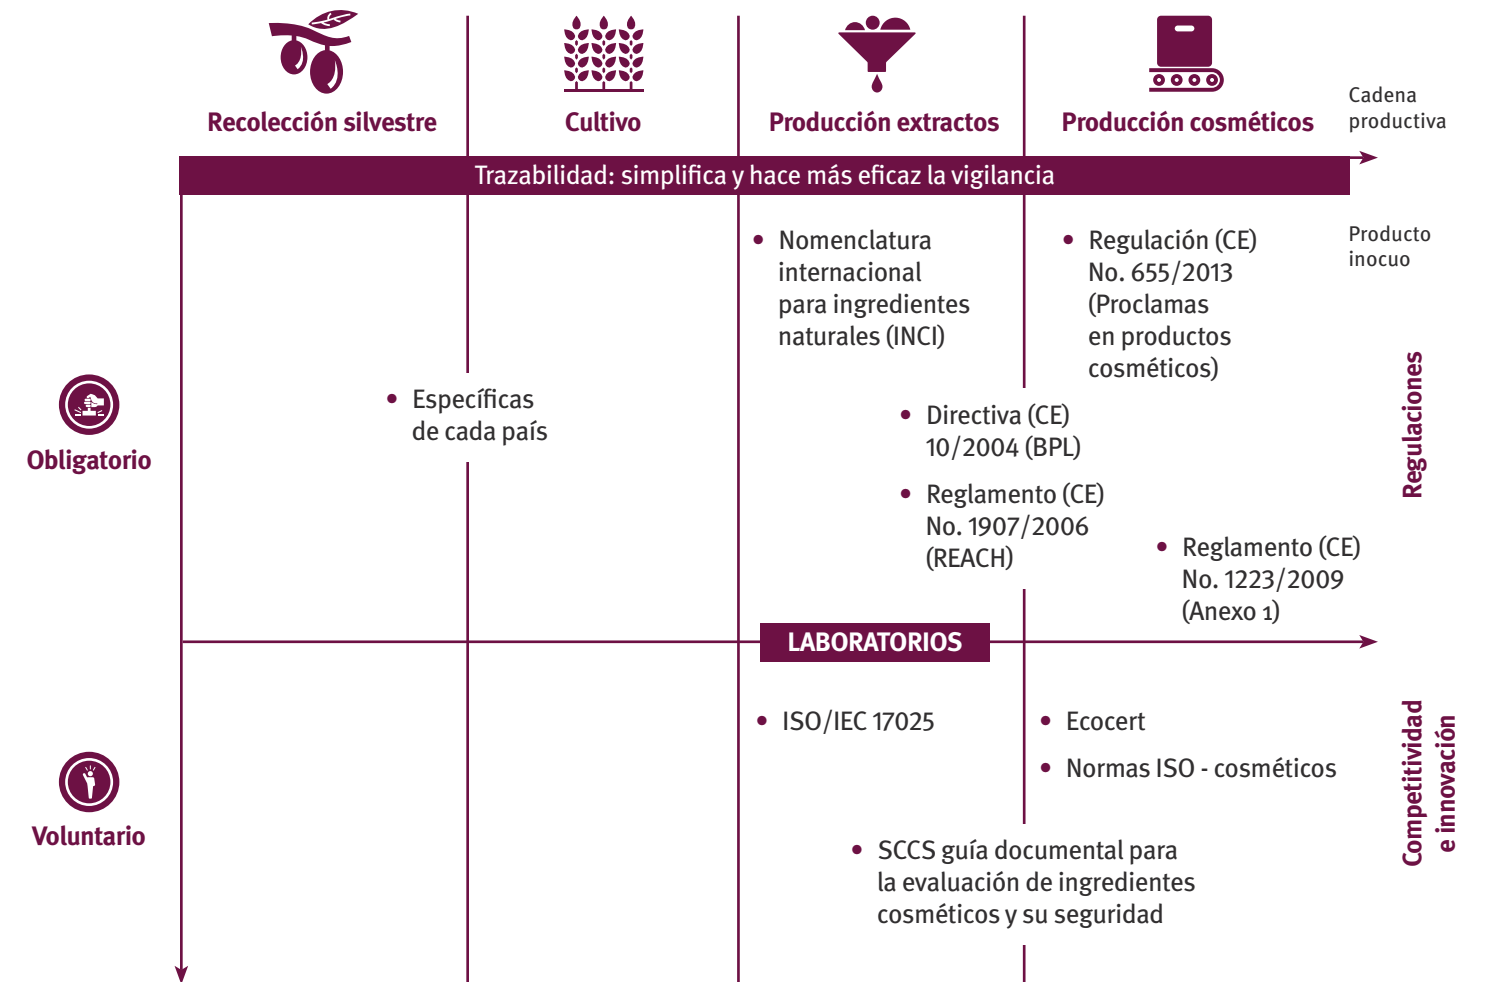 Recolección silvestre
Cultivo
Producción extractos
Producción cosméticos
Cadena
productiva
Trazabilidad: simplifica y hace más eficaz la vigilancia
Producto
inocuo
Obligatorio
• Específicas
de cada país
• Nomenclatura
internacional
para ingredientes
naturales (INCI)
• Regulación (CE)
No. 655/2013
(Proclamas
en productos
cosméticos)
• Directiva (CE)
10/2004 (BPL)
• Reglamento (CE)
No. 1907/2006
(REACH)
• Reglamento (CE)
No. 1223/2009
(Anexo 1)
Regulaciones
LABORATORIOS
Voluntario
• ISO/IEC 17025
• Ecocert
• Normas ISO - cosméticos
• SCCS guía documental para
la evaluación de ingredientes
cosméticos y su seguridad
Competitividad
e innovación